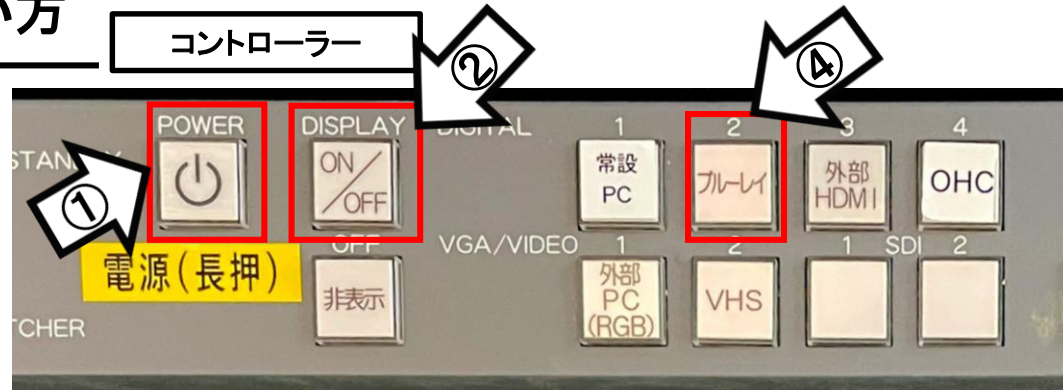 い方
コントローラー
②
④
POWER
DISPLAY
DIGITAL
1
2
3
4
ON/OFF
常設
PC
ブルーレイ
外部
HDMI
OHC
①
電源(長押)
OFF
VGA/VIDEO
1
2
1
SDI
2
非表示
外部
PC
(RGB)
VHS
TCHER